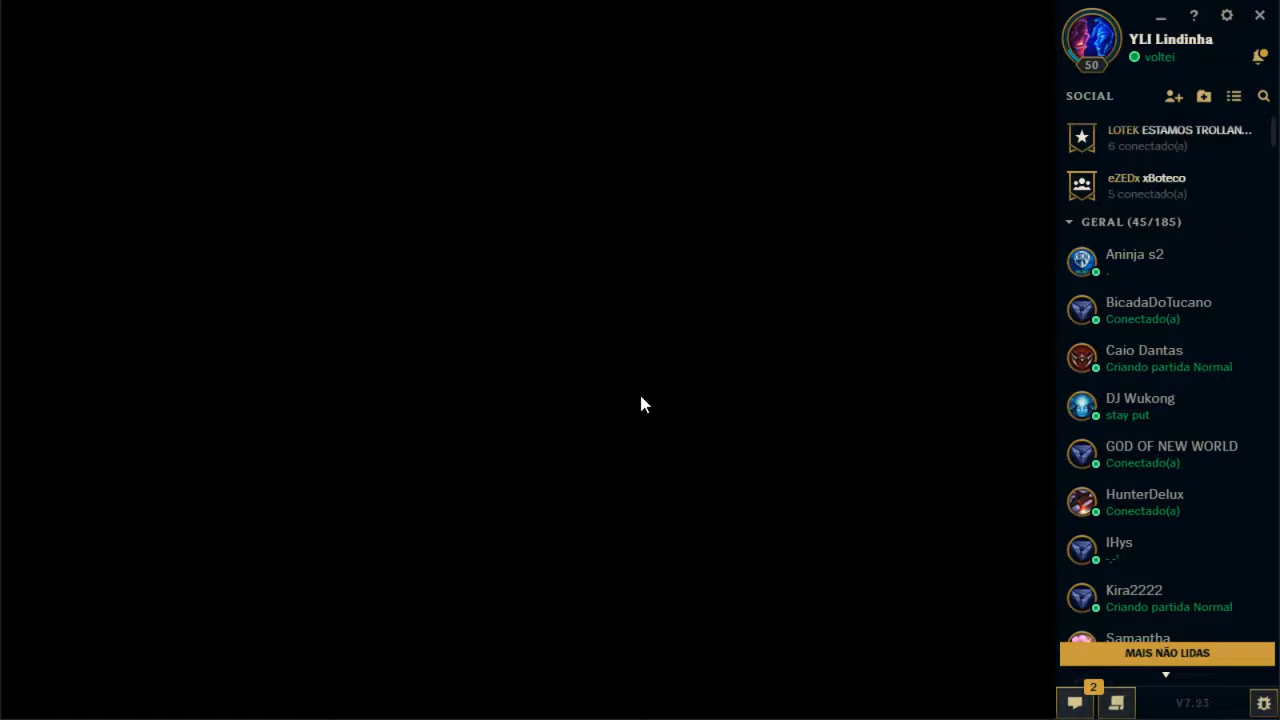 YLI Lindinha
50
voltei
SOCIAL
LOTEK ESTAMOS TROLLAN...
6 conectado(a)
eZEDx xBoteco
5 conectado(a)
GERAL (45/185)
Aninja s2
.
BicadaDoTucano
Conectado(a)
Caio Dantas
Criando partida Normal
DJ Wukong
stay put
GOD OF NEW WORLD
Conectado(a)
HunterDelux
Conectado(a)
IHys
-.-'
Kira2222
Criando partida Normal
Samantha
MAIS NÃO LIDAS
2
V7.23